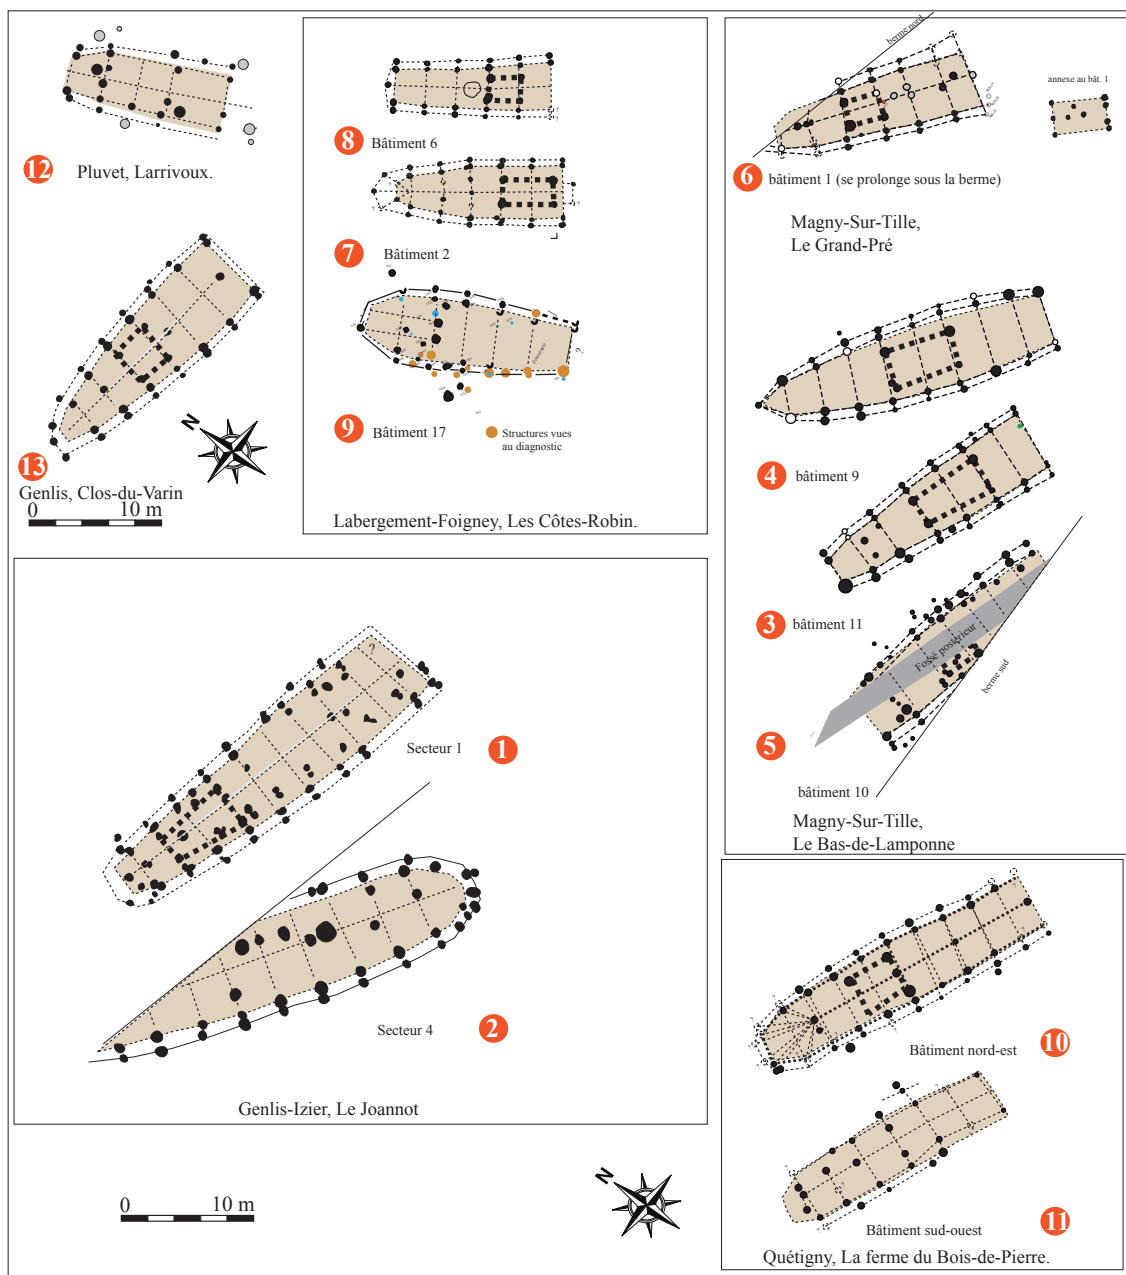 12
Pluvet, Larrivoux.
13
Genlis, Clos-du-Varin
N
0 10 m
8
Bâtiment 6
7
Bâtiment 2
9
Bâtiment 17
Structures vues
au diagnostic
Labergement-Foigney, Les Côtes-Robin.
berme nord
annexe au bât. 1
6
bâtiment 1 (se prolonge sous la berme)
Magny-Sur-Tille,
Le Grand-Pré
4
bâtiment 9
3
bâtiment 11
Fossé postérieur
berme sud
5
bâtiment 10
Magny-Sur-Tille,
Le Bas-de-Lamponne
?
Secteur 1
1
Secteur 4
2
Genlis-Izier, Le Joannot
0 10 m
N
Bâtiment nord-est
10
Bâtiment sud-ouest
11
Quétigny, La ferme du Bois-de-Pierre.